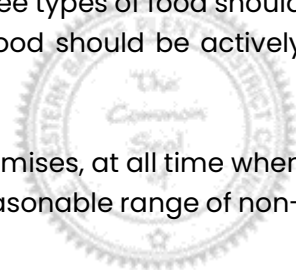 ee types of food should
ood should be actively
The
Common
Seal
mises, at all time when
asonable range of non-